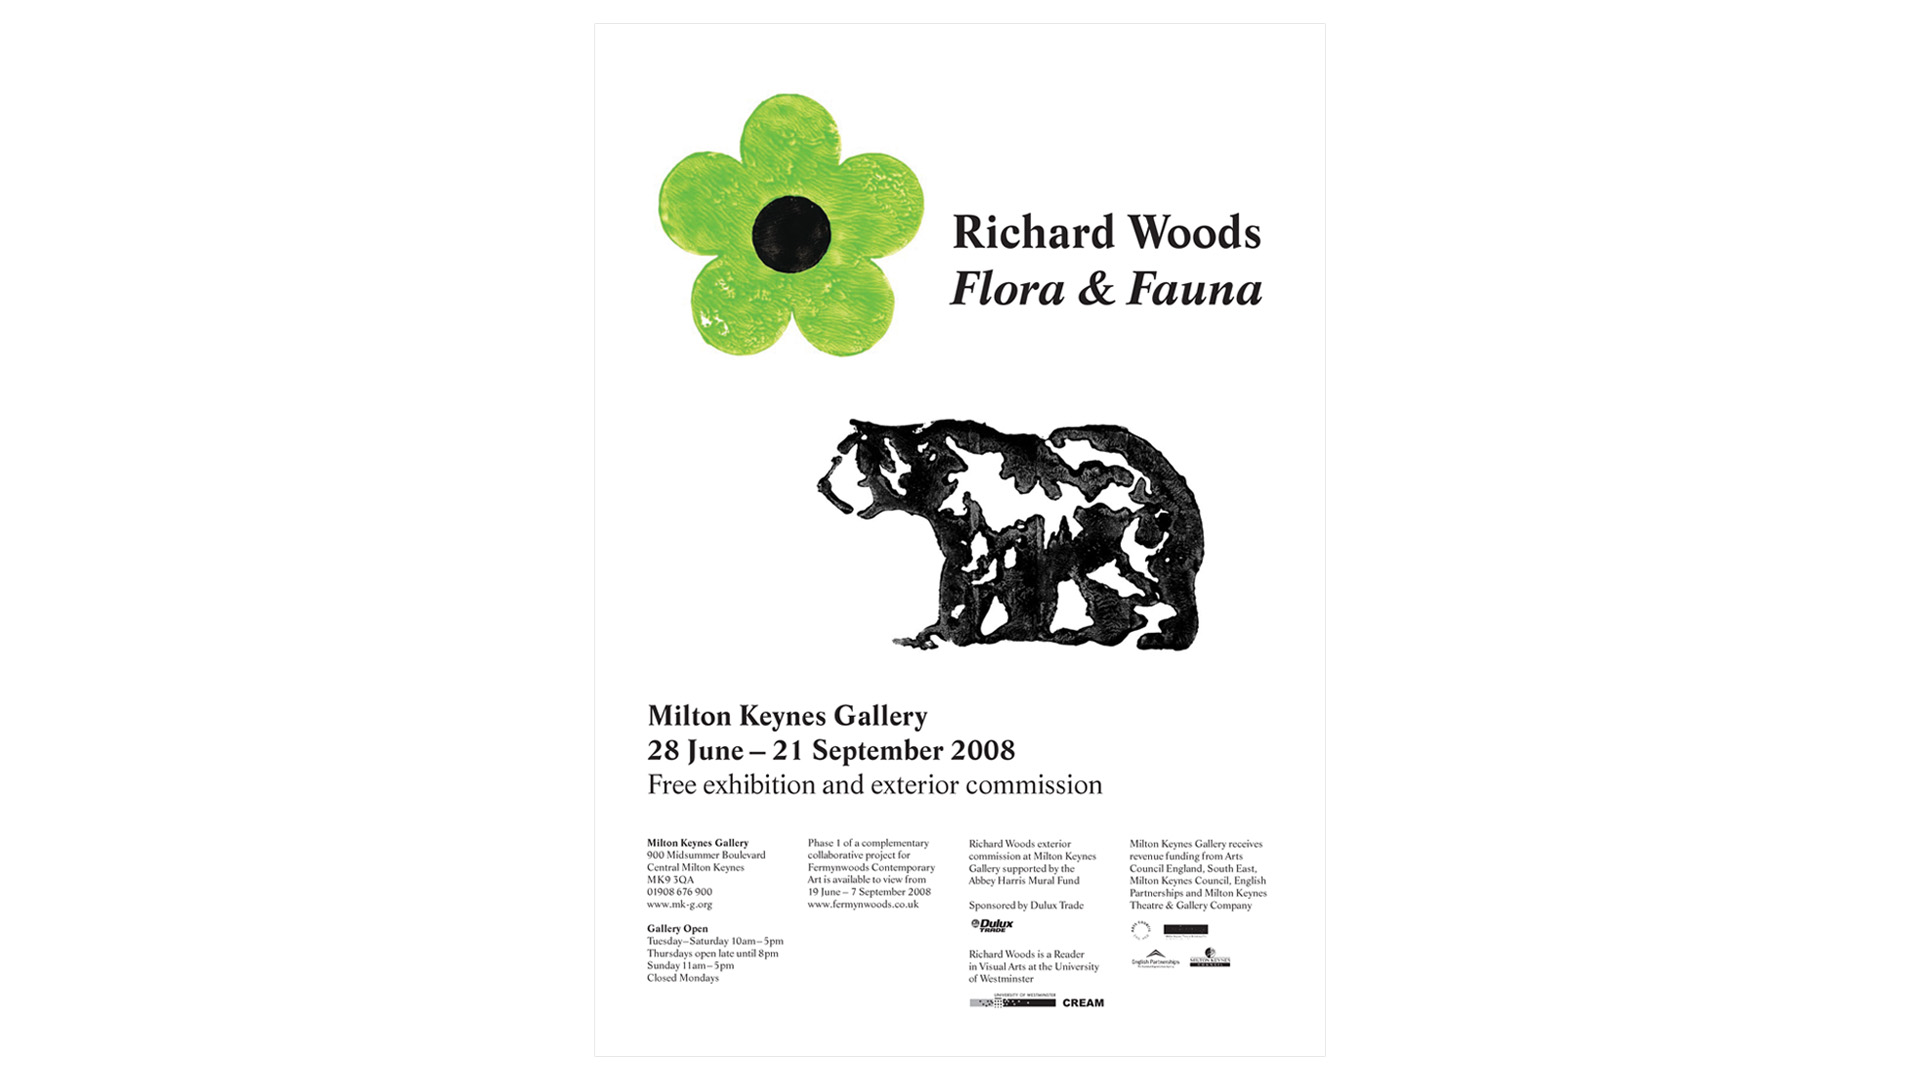 Richard Woods
Flora & Fauna
Milton Keynes Gallery
28 June – 21 September 2008
Free exhibition and exterior commission
Milton Keynes Gallery
900 Midsummer Boulevard
Central Milton Keynes
MK9 3QA
01908 676 900
www.mk-g.org
Gallery Open
Tuesday–Saturday 10am–5pm
Thursdays open late until 8pm
Sunday 11am–5pm
Closed Mondays
Phase 1 of a complementary
collaborative project for
Fermynwoods Contemporary
Art is available to view from
19 June – 7 September 2008
www.fermynwoods.co.uk
Richard Woods exterior
commission at Milton Keynes
Gallery supported by the
Abbey Harris Mural Fund
Sponsored by Dulux Trade
Dulux
TRADE
Richard Woods is a Reader
in Visual Arts at the University
of Westminster
UNIVERSITY OF WESTMINSTER
CREAM
Milton Keynes Gallery receives
revenue funding from Arts
Council England, South East,
Milton Keynes Council, English
Partnerships and Milton Keynes
Theatre & Gallery Company
English Partnerships
MILTON KEYNES
COUNCIL